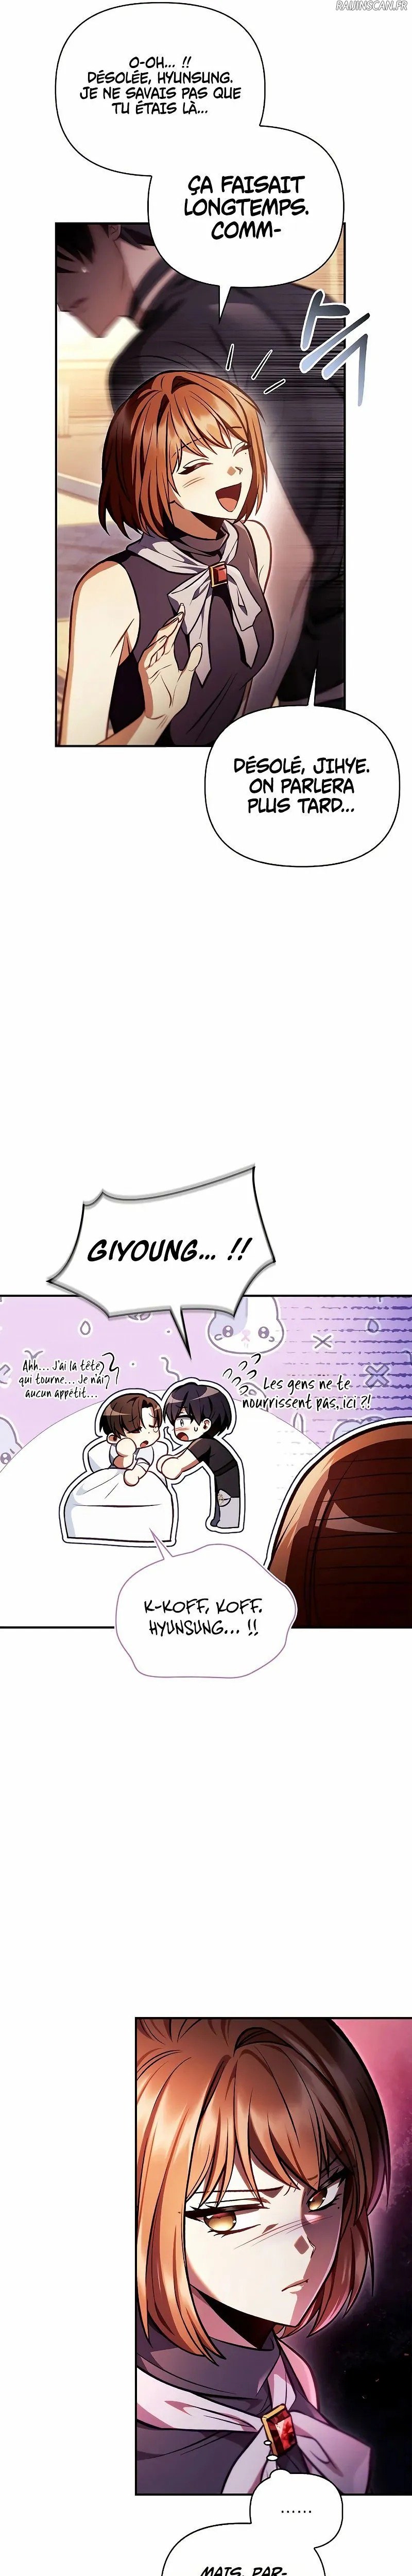 RAIJINSCAN.FR
O-OH... !!
DÉSOLÉE, HYUNSUNG.
JE NE SAVAIS PAS QUE
TU ÉTAIS LÀ...
ÇA FAISAIT
LONGTEMPS.
COMM-
ト゛
DÉSOLÉ, JIHYE.
ON PARLERA
PLUS TARD...
GIYOUNG... !!
Ahh... J'ai la tête
qui tourne... Je n'ai
aucun appétit...
Les gens ne te
nourrissent pas, ici ?!
K-KOFF, KOFF.
HYUNSUNG... !!
......
MAIS, PAR-